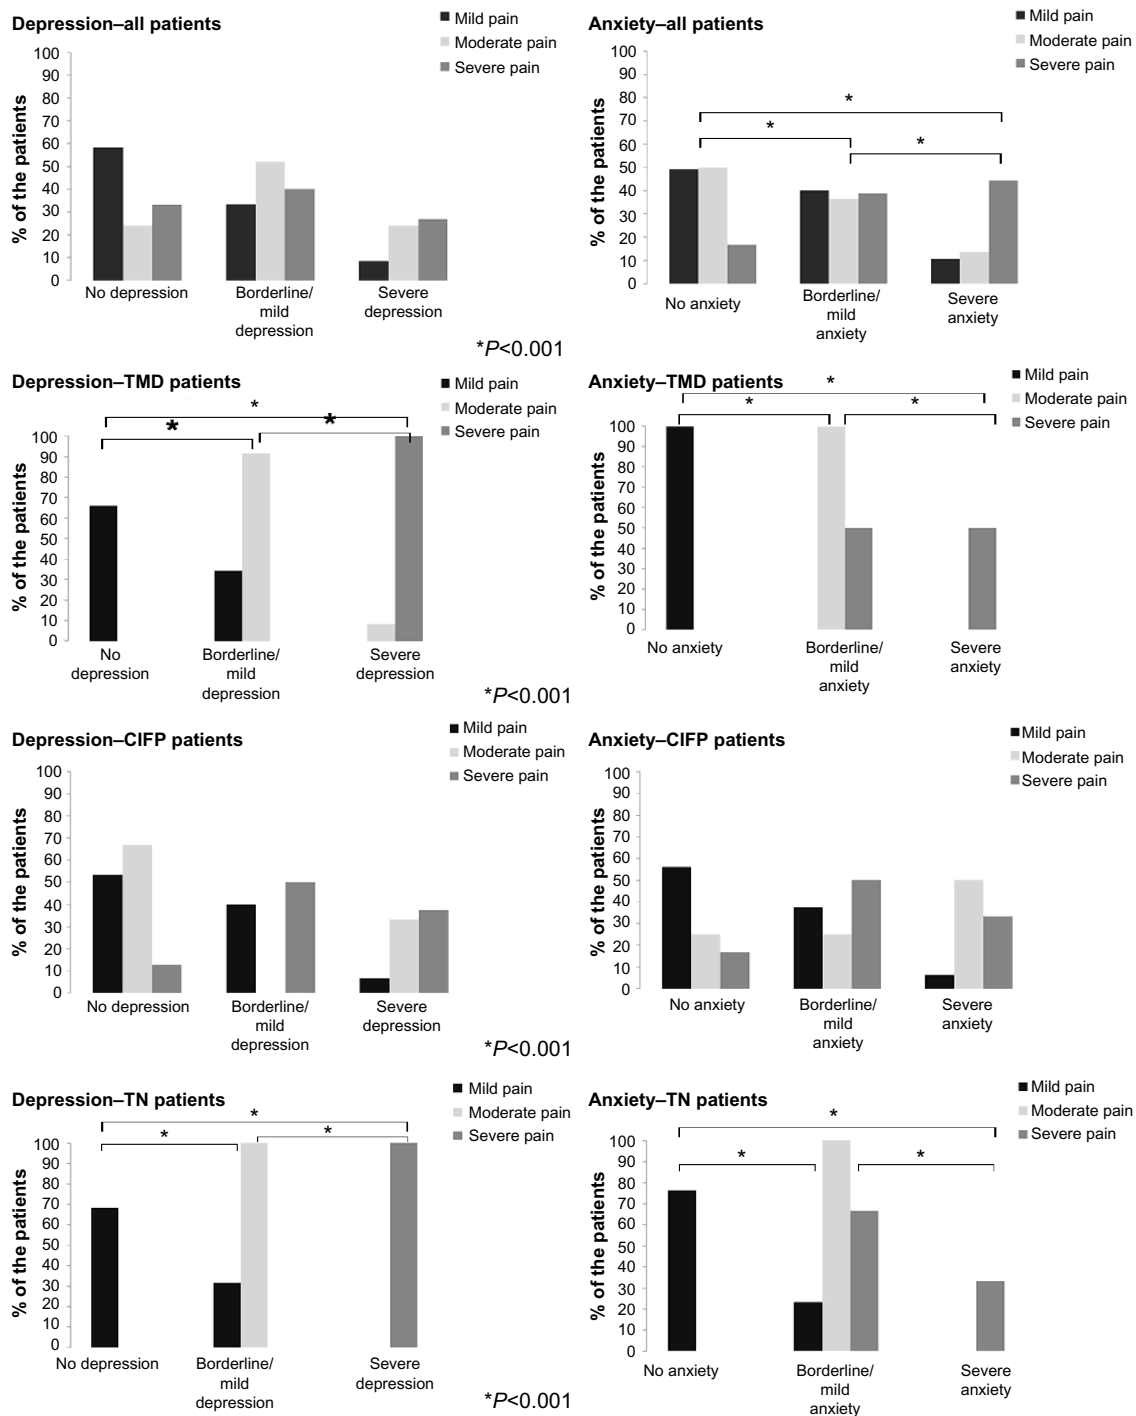 Depression–all patients
Mild pain
Moderate pain
Severe pain
% of the patients
100
90
80
70
60
50
40
30
20
10
0
No depression
Borderline/
mild
depression
Severe
depression
Anxiety–all patients
Mild pain
Moderate pain
Severe pain
% of the patients
100
90
80
70
60
50
40
30
20
10
0
*
*
*
No anxiety
Borderline/
mild
anxiety
Severe
anxiety
*P<0.001
Depression–TMD patients
Mild pain
Moderate pain
Severe pain
% of the patients
*
*
*
100
90
80
70
60
50
40
30
20
10
0
No
depression
Borderline/
mild
depression
Severe
depression
Anxiety–TMD patients
Mild pain
Moderate pain
Severe pain
% of the patients
*
*
*
100
90
80
70
60
50
40
30
20
10
0
No anxiety
Borderline/
mild
anxiety
Severe
anxiety
*P<0.001
Depression–CIFP patients
Mild pain
Moderate pain
Severe pain
% of the patients
100
90
80
70
60
50
40
30
20
10
0
No depression
Borderline/
mild
depression
Severe
depression
Anxiety–CIFP patients
Mild pain
Moderate pain
Severe pain
% of the patients
100
90
80
70
60
50
40
30
20
10
0
No anxiety
Borderline/
mild
anxiety
Severe
anxiety
*P<0.001
Depression–TN patients
Mild pain
Moderate pain
Severe pain
% of the patients
*
*
*
100
90
80
70
60
50
40
30
20
10
0
No depression
Borderline/
mild
depression
Severe
depression
Anxiety–TN patients
Mild pain
Moderate pain
Severe pain
% of the patients
*
*
*
100
90
80
70
60
50
40
30
20
10
0
No anxiety
Borderline/
mild
anxiety
Severe
anxiety
*P<0.001